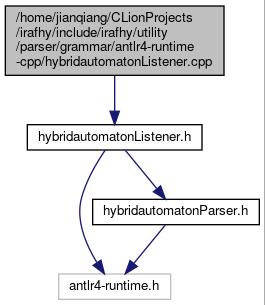 /home/jianqiang/CLionProjects
/irafhy/include/irafhy/utility
/parser/grammar/antlr4-runtime
-cpp/hybridautomatonListener.cpp
hybridautomatonListener.h
hybridautomatonParser.h
antlr4-runtime.h